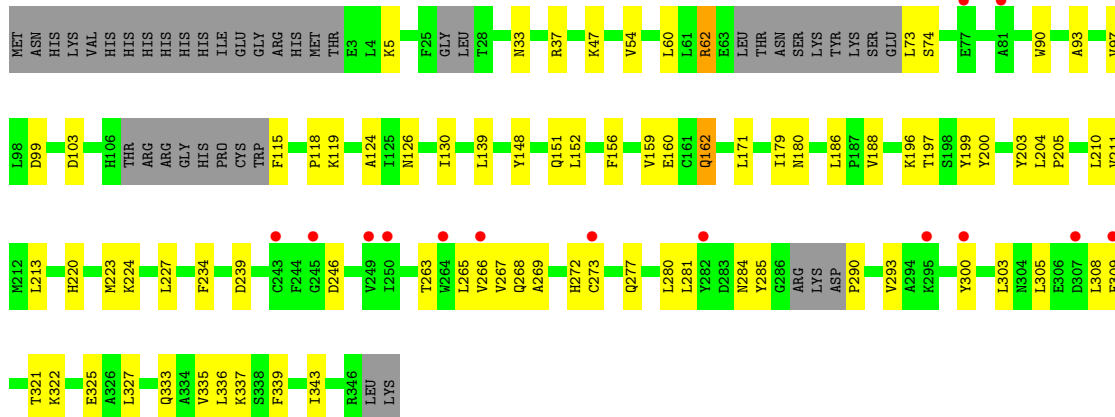 MET ASN HIS LYS VAL HIS HIS HIS HIS HIS HIS ILE GLU GLY ARG HIS MET THR E3 L4 K5 F25 GLY LEU T28 N33 R37 K47 V54 L60 L61 R62 E63 LEU THR ASN SER LYS TYR LYS SER GLU L73 S74 E77 A81 W90 A93
L98 D99 D103 H106 THR ARG ARG GLY HIS PRO CYS TRP F115 P118 K119 A124 I125 N126 I130 L139 Y148 Q151 L152 F156 V159 E160 C161 Q162 L171 I179 N180 L186 P187 V188 K196 T197 S198 Y199 Y200 Y203 L204 P205 L210
M212 L213 H220 M223 K224 L227 F234 D239 C243 F244 G245 D246 V249 I250 T263 W264 L265 V266 V267 Q268 A269 H272 C273 Q277 L280 L281 Y282 D283 N284 Y285 G286 ARG LYS ASP P290 V293 A294 K295 Y300 L303 N304 L305 E306 D307 L308
T321 K322 E325 A326 L327 Q333 A334 V335 L336 K337 S338 F339 I343 R346 LEU LYS